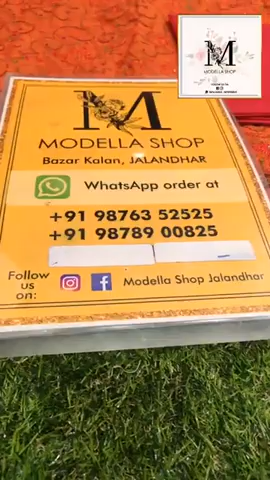 M
MODELLA SHOP
M
MODELLA SHOP
Bazar Kalan, JALANDHAR
WhatsApp order at
+91 98763 52525
+91 98789 00825
Follow us on:
Modella Shop Jalandhar